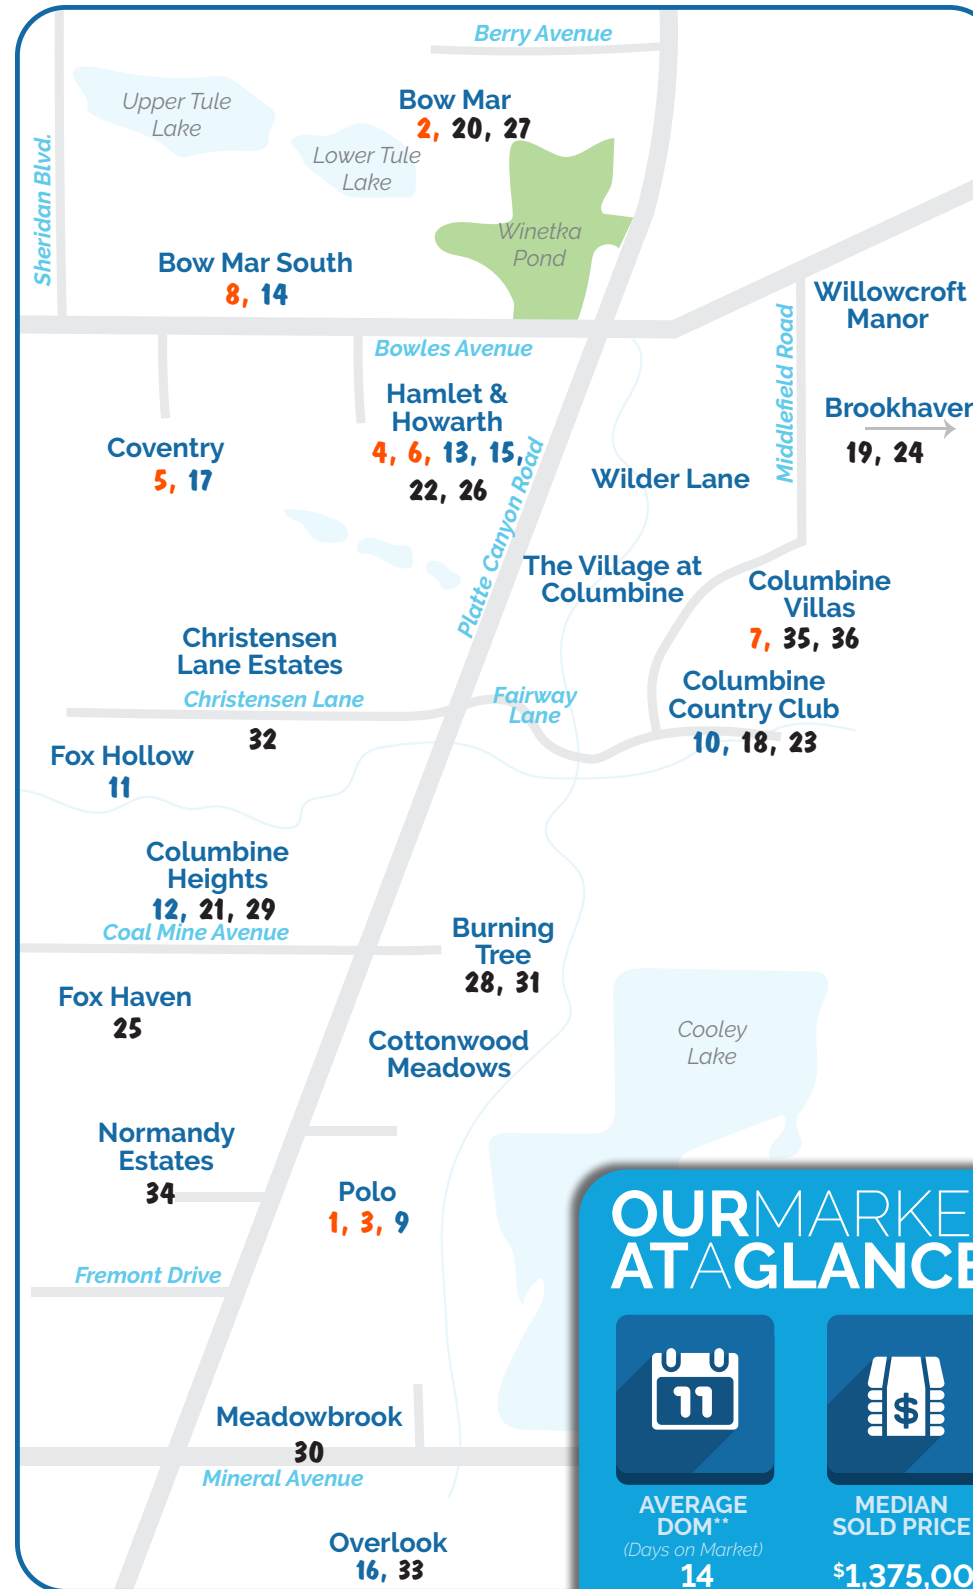 Berry Avenue
Upper Tule
Lake
Bow Mar
2, 20, 27
Lower Tule
Lake
Sheridan Blvd.
Winetka
Pond
Bow Mar South
8, 14
Willowcroft
Manor
Bowles Avenue
Middlefield Road
Hamlet &
Howarth
4, 6, 13, 15,
22, 26
Brookhaven
19, 24
Coventry
5, 17
Platte Canyon Road
Wilder Lane
The Village at
Columbine
Columbine
Villas
7, 35, 36
Christensen
Lane Estates
Christensen Lane
32
Fairway
Lane
Columbine
Country Club
10, 18, 23
Fox Hollow
11
Columbine
Heights
12, 21, 29
Coal Mine Avenue
Burning
Tree
28, 31
Fox Haven
25
Cottonwood
Meadows
Cooley
Lake
Normandy
Estates
34
Polo
1, 3, 9
Fremont Drive
Meadowbrook
30
Mineral Avenue
Overlook
16, 33
OURMARKE
ATAGLANCE
11
$
AVERAGE
DOM**
(Days on Market)
14
MEDIAN
SOLD PRICE
$1,375,00